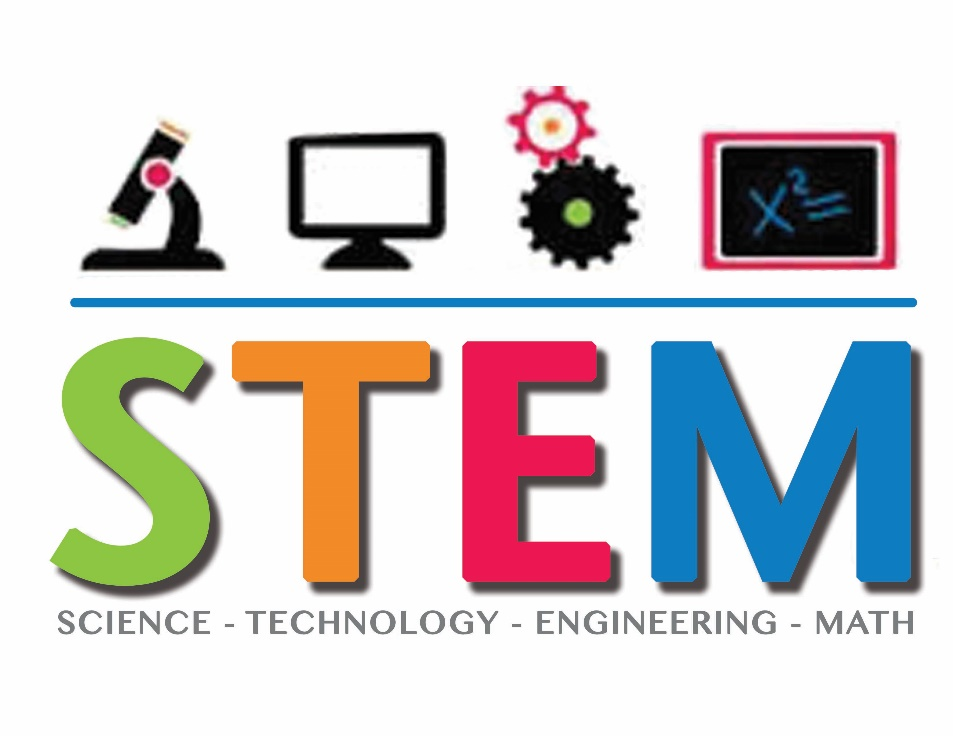 X²=
STEM
SCIENCE - TECHNOLOGY - ENGINEERING - MATH